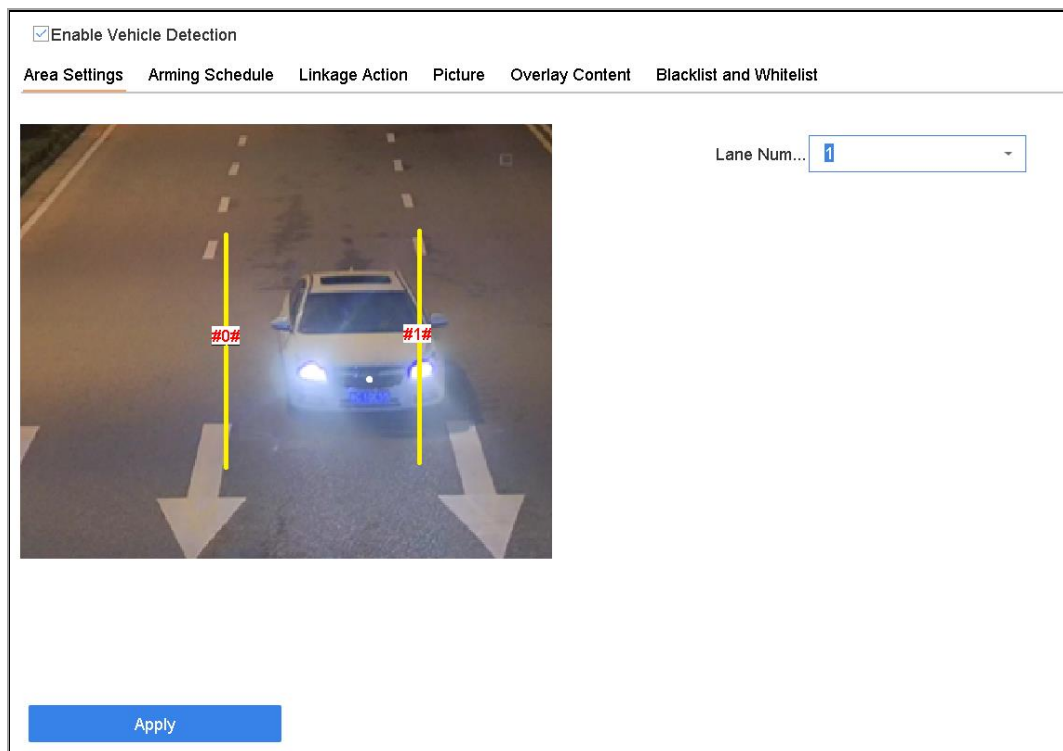 Enable Vehicle Detection
Area Settings Arming Schedule Linkage Action Picture Overlay Content Blacklist and Whitelist
Lane Num... 1
#0# #1#
Apply